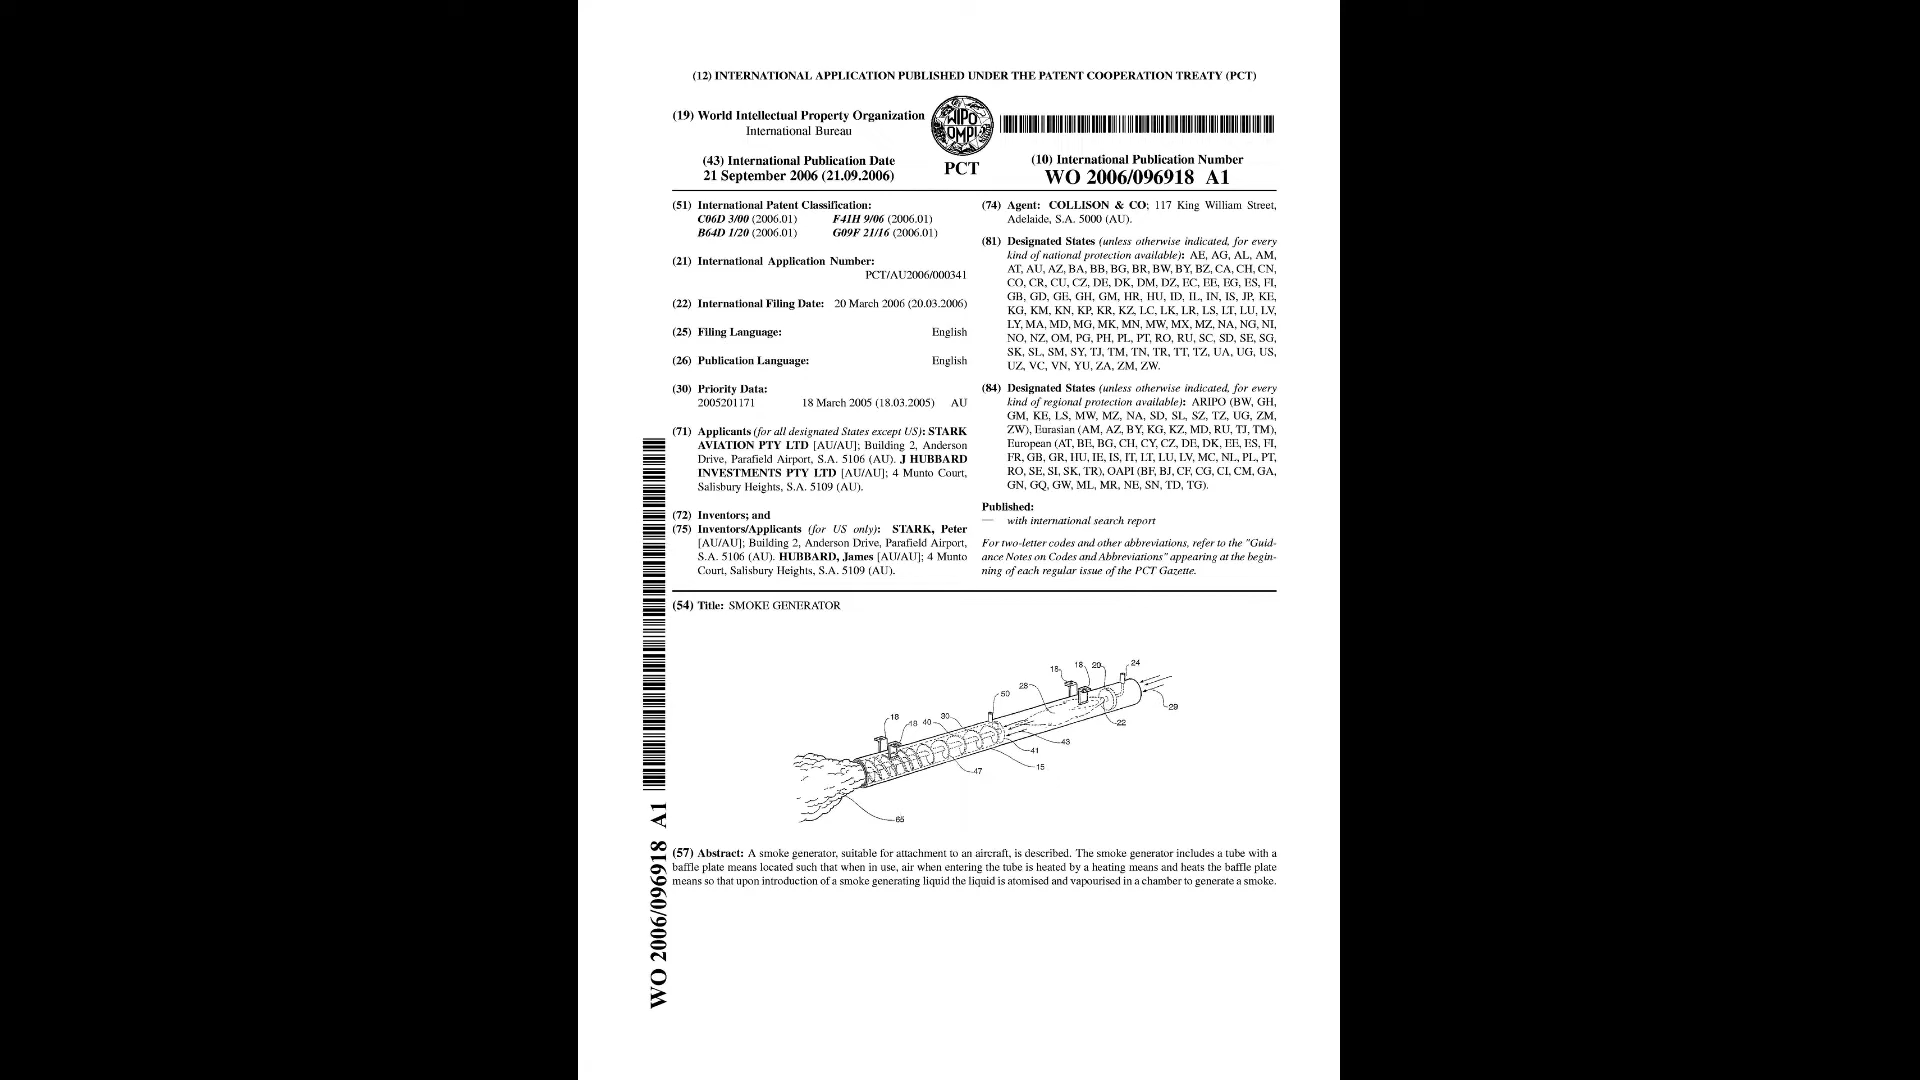 (12) INTERNATIONAL APPLICATION PUBLISHED UNDER THE PATENT COOPERATION TREATY (PCT)
(19) World Intellectual Property Organization
International Bureau
WIPO
OMPI
(43) International Publication Date
21 September 2006 (21.09.2006)
PCT
(10) International Publication Number
WO 2006/096918 A1
(51) International Patent Classification:
C06D 3/00 (2006.01) F41H 9/06 (2006.01)
B64D 1/20 (2006.01) G09F 21/16 (2006.01)
(21) International Application Number:
PCT/AU2006/000341
(22) International Filing Date: 20 March 2006 (20.03.2006)
(25) Filing Language: English
(26) Publication Language: English
(30) Priority Data:
2005201171 18 March 2005 (18.03.2005) AU
(71) Applicants (for all designated States except US): STARK
AVIATION PTY LTD [AU/AU]; Building 2, Anderson
Drive, Parafield Airport, S.A. 5106 (AU). J HUBBARD
INVESTMENTS PTY LTD [AU/AU]; 4 Munto Court,
Salisbury Heights, S.A. 5109 (AU).
(72) Inventors; and
(75) Inventors/Applicants (for US only): STARK, Peter
[AU/AU]; Building 2, Anderson Drive, Parafield Airport,
S.A. 5106 (AU). HUBBARD, James [AU/AU]; 4 Munto
Court, Salisbury Heights, S.A. 5109 (AU).
(74) Agent: COLLISON & CO; 117 King William Street,
Adelaide, S.A. 5000 (AU).
(81) Designated States (unless otherwise indicated, for every
kind of national protection available): AE, AG, AL, AM,
AT, AU, AZ, BA, BB, BG, BR, BW, BY, BZ, CA, CH, CN,
CO, CR, CU, CZ, DE, DK, DM, DZ, EC, EE, EG, ES, FI,
GB, GD, GE, GH, GM, HR, HU, ID, IL, IN, IS, JP, KE,
KG, KM, KN, KP, KR, KZ, LC, LK, LR, LS, LT, LU, LV,
LY, MA, MD, MG, MK, MN, MW, MX, MZ, NA, NG, NI,
NO, NZ, OM, PG, PH, PL, PT, RO, RU, SC, SD, SE, SG,
SK, SL, SM, SY, TJ, TM, TN, TR, TT, TZ, UA, UG, US,
UZ, VC, VN, YU, ZA, ZM, ZW.
(84) Designated States (unless otherwise indicated, for every
kind of regional protection available): ARIPO (BW, GH,
GM, KE, LS, MW, MZ, NA, SD, SL, SZ, TZ, UG, ZM,
ZW), Eurasian (AM, AZ, BY, KG, KZ, MD, RU, TJ, TM),
European (AT, BE, BG, CH, CY, CZ, DE, DK, EE, ES, FI,
FR, GB, GR, HU, IE, IS, IT, LT, LU, LV, MC, NL, PL, PT,
RO, SE, SI, SK, TR), OAPI (BF, BJ, CF, CG, CI, CM, GA,
GN, GQ, GW, ML, MR, NE, SN, TD, TG).
Published:
— with international search report
For two-letter codes and other abbreviations, refer to the "Guid-
ance Notes on Codes and Abbreviations" appearing at the begin-
ning of each regular issue of the PCT Gazette.
(54) Title: SMOKE GENERATOR
18 18 20 24
28 50 29
18 18 40 30 22
43
41
47 15
65
(57) Abstract: A smoke generator, suitable for attachment to an aircraft, is described. The smoke generator includes a tube with a
baffle plate means located such that when in use, air when entering the tube is heated by a heating means and heats the baffle plate
means so that upon introduction of a smoke generating liquid the liquid is atomised and vapourised in a chamber to generate a smoke.
WO 2006/096918 A1